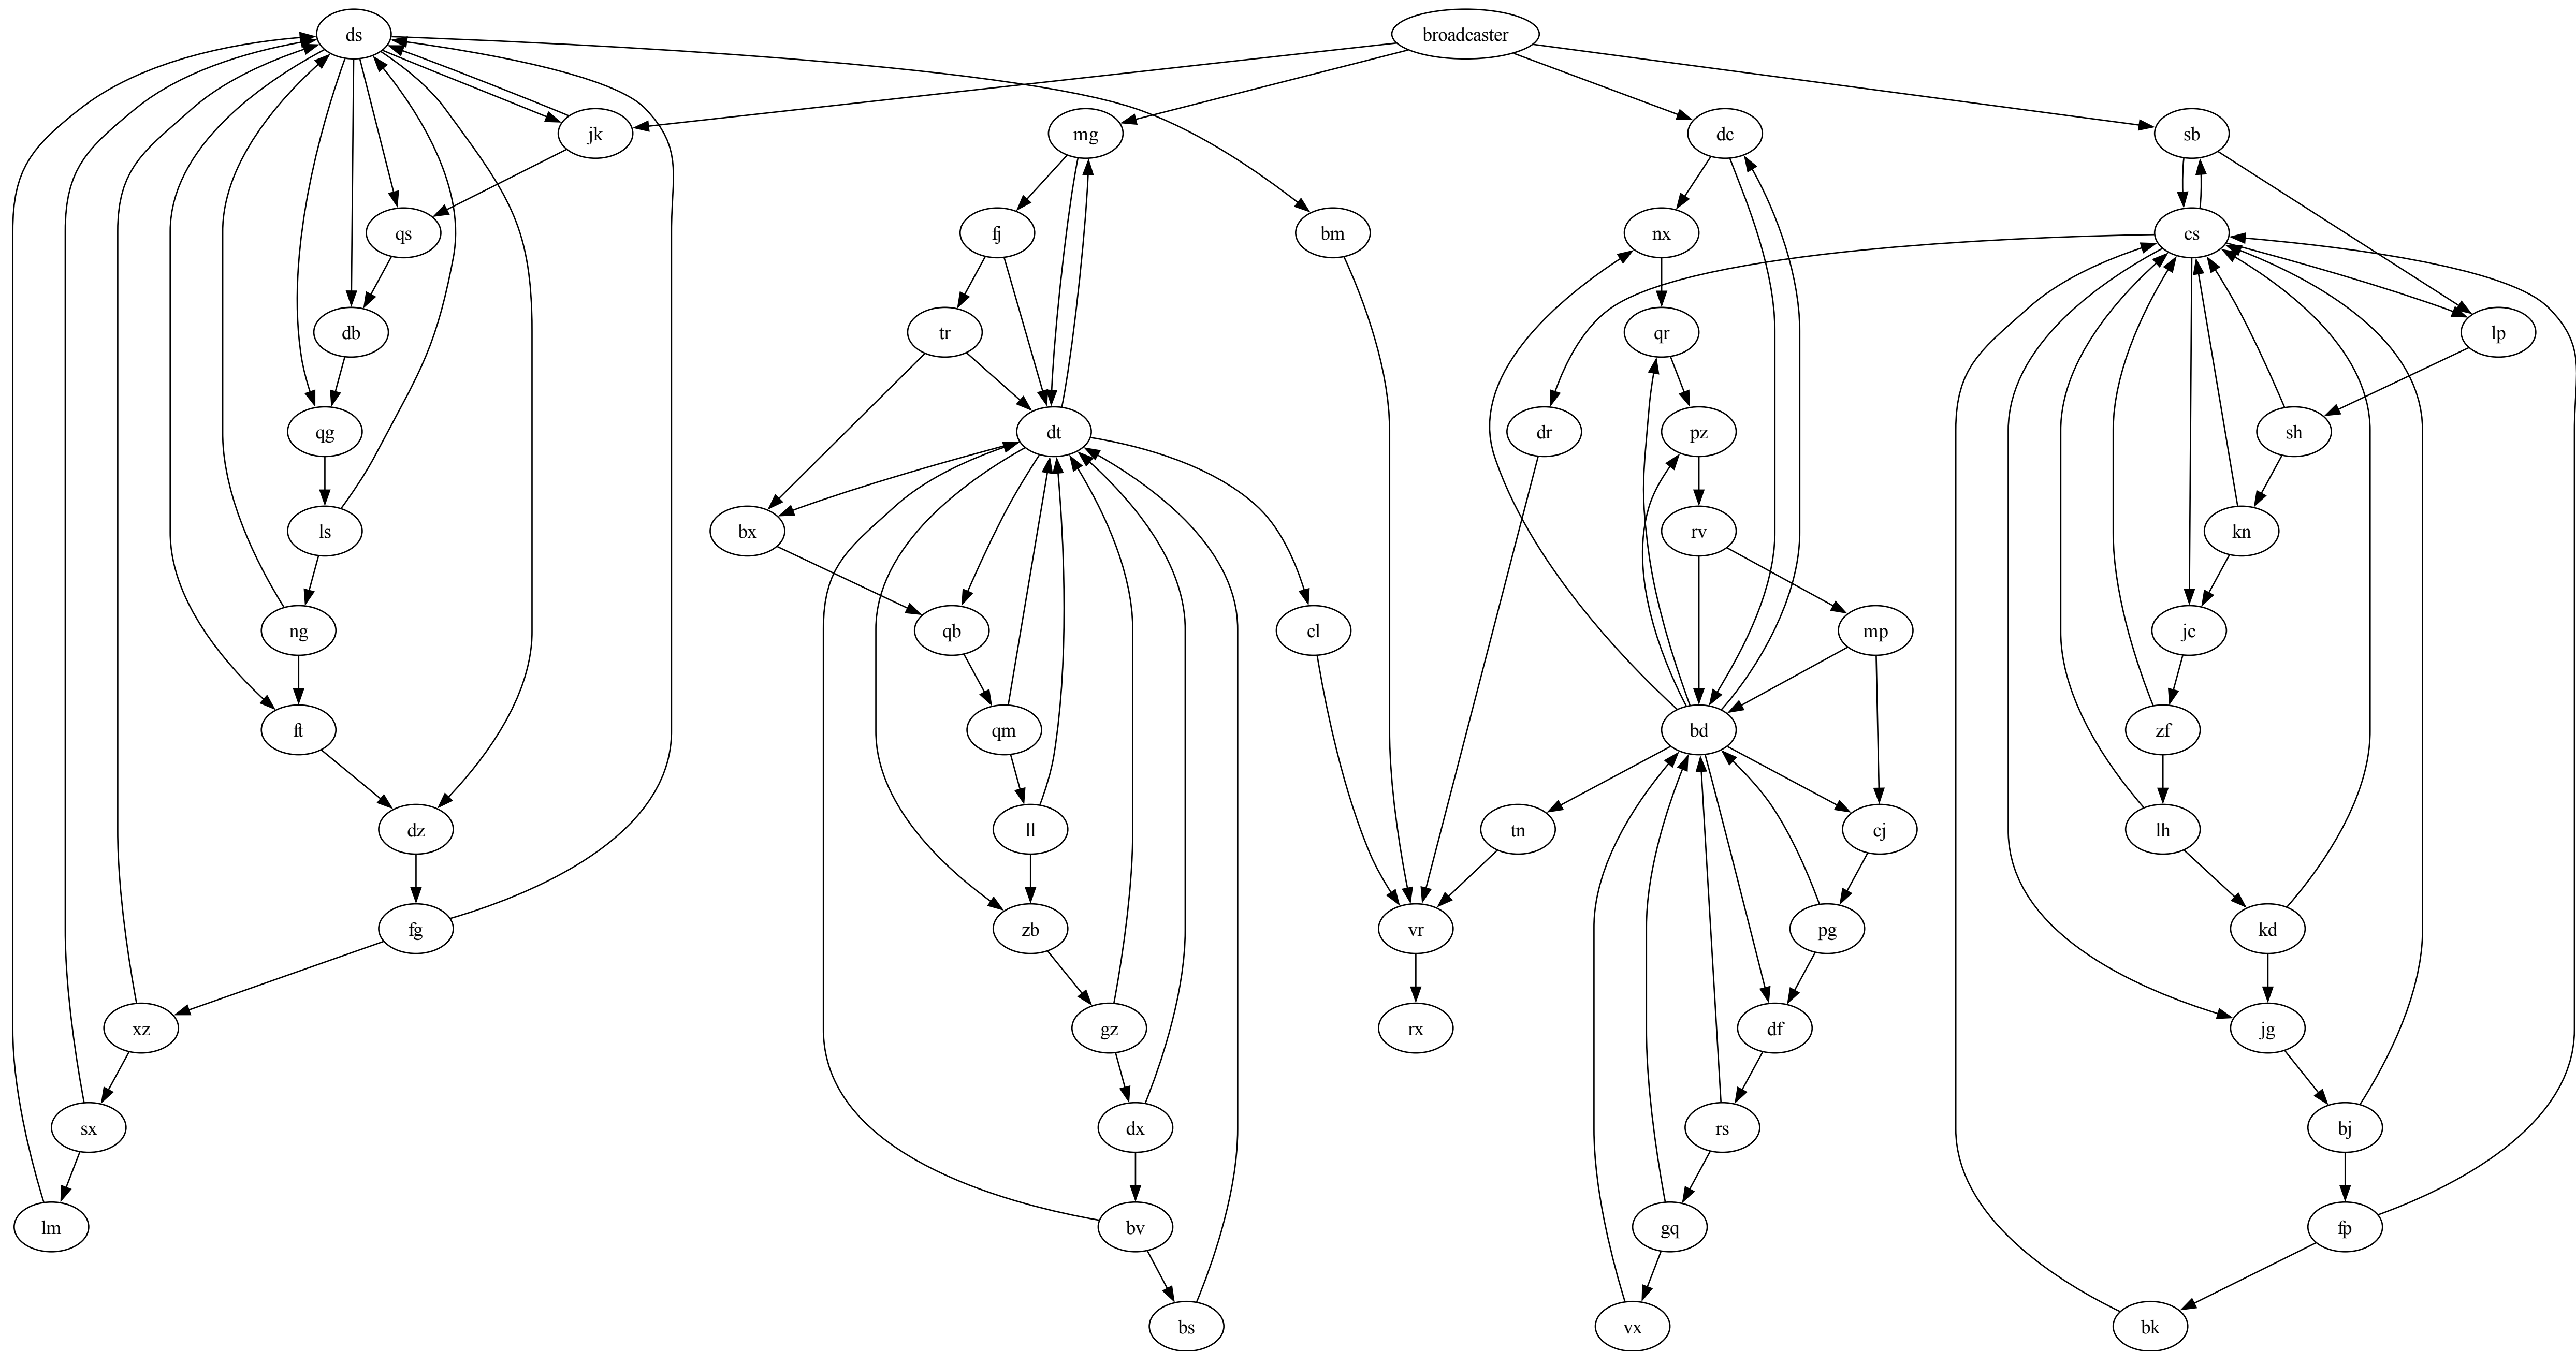 ds
broadcaster
jk
mg
dc
sb
qs
fj
bm
nx
cs
db
tr
qr
lp
qg
dt
dr
pz
sh
ls
bx
rv
kn
ng
qb
cl
mp
jc
ft
qm
bd
zf
dz
ll
tn
cj
lh
fg
zb
vr
pg
kd
xz
gz
rx
df
jg
sx
dx
rs
bj
lm
bv
gq
fp
bs
vx
bk